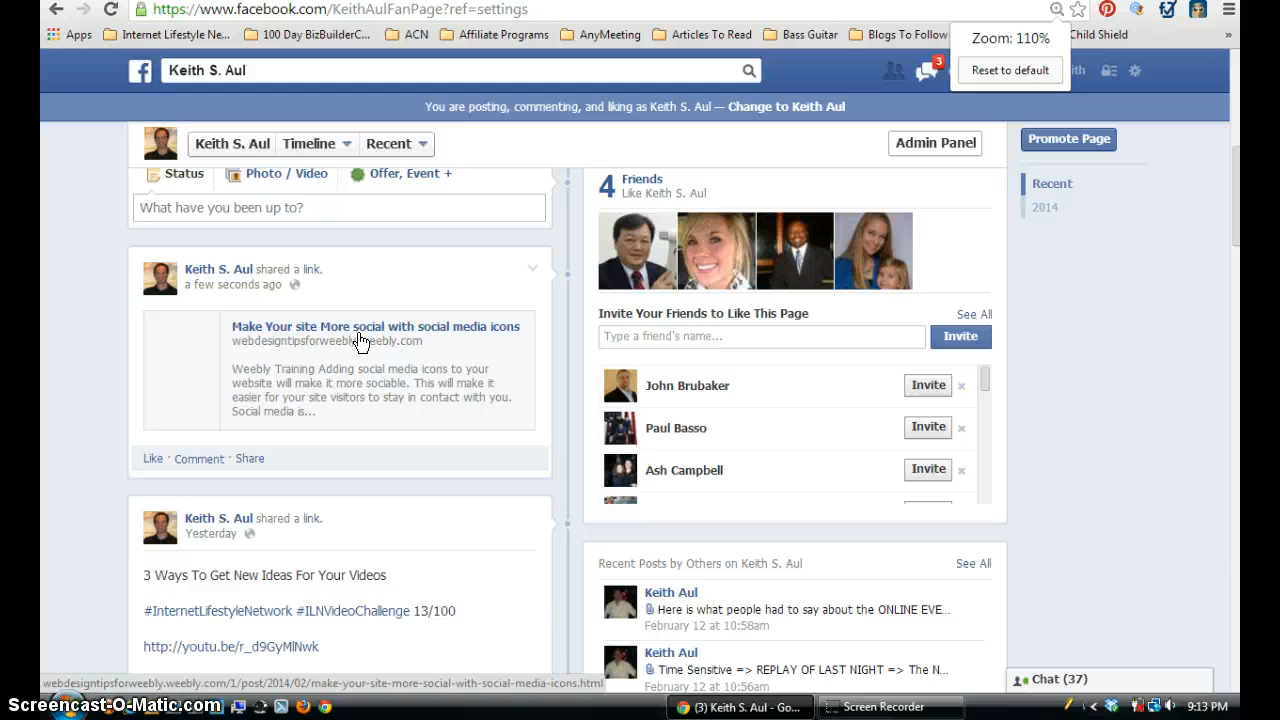 https://www.facebook.com/KeithAulFanPage?ref=settings
Apps
Internet Lifestyle Ne...
100 Day BizBuilderC...
ACN
Affiliate Programs
AnyMeeting
Articles To Read
Bass Guitar
Blogs To Follow
Child Shield
»
Zoom: 110%
Reset to default
Keith S. Aul
3
You are posting, commenting, and liking as Keith S. Aul — Change to Keith Aul
Keith S. Aul
Timeline
Recent
Admin Panel
Promote Page
Recent
2014
Status
Photo / Video
Offer, Event +
What have you been up to?
Keith S. Aul shared a link.
a few seconds ago
Make Your site More social with social media icons
Weebly Training Adding social media icons to your
website will make it more sociable. This will make it
easier for your site visitors to stay in contact with you.
Social media is...
Like · Comment · Share
Keith S. Aul shared a link.
Yesterday
3 Ways To Get New Ideas For Your Videos
#InternetLifestyleNetwork #ILNVideoChallenge 13/100
http://youtu.be/r_d9GyMlNwk
4 Friends
Like Keith S. Aul
Invite Your Friends to Like This Page
See All
Type a friend's name...
Invite
John Brubaker
Invite
Paul Basso
Invite
Ash Campbell
Invite
Recent Posts by Others on Keith S. Aul
See All
Keith Aul
Here is what people had to say about the ONLINE EVE...
February 12 at 10:58am
Keith Aul
Time Sensitive => REPLAY OF LAST NIGHT => The N...
February 12 at 10:56am
Chat (37)
webdesigntipsforweebly.weebly.com/1/post/2014/02/make-your-site-more-social-with-social-media-icons.html
Screencast-O-Matic.com
(3) Keith S. Aul - Go...
Screen Recorder
9:13 PM